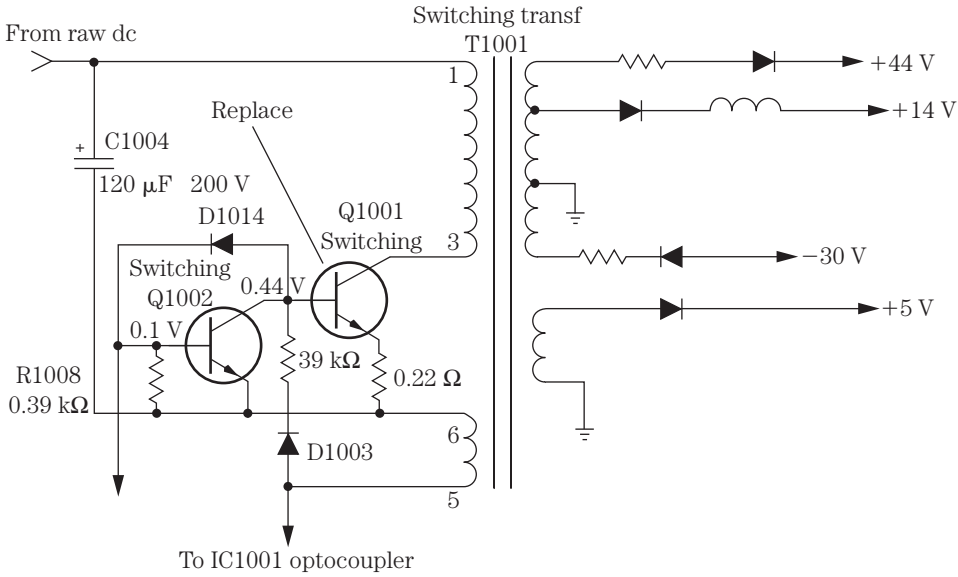 Switching transf
T1001
From raw dc
1
+44 V
+14 V
Replace
+
C1004
120 μF 200 V
D1014
Q1001
Switching
3
Switching
Q1002
0.44 V
−30 V
0.1 V
+5 V
39 kΩ
0.22 Ω
R1008
0.39 kΩ
6
D1003
5
To IC1001 optocoupler